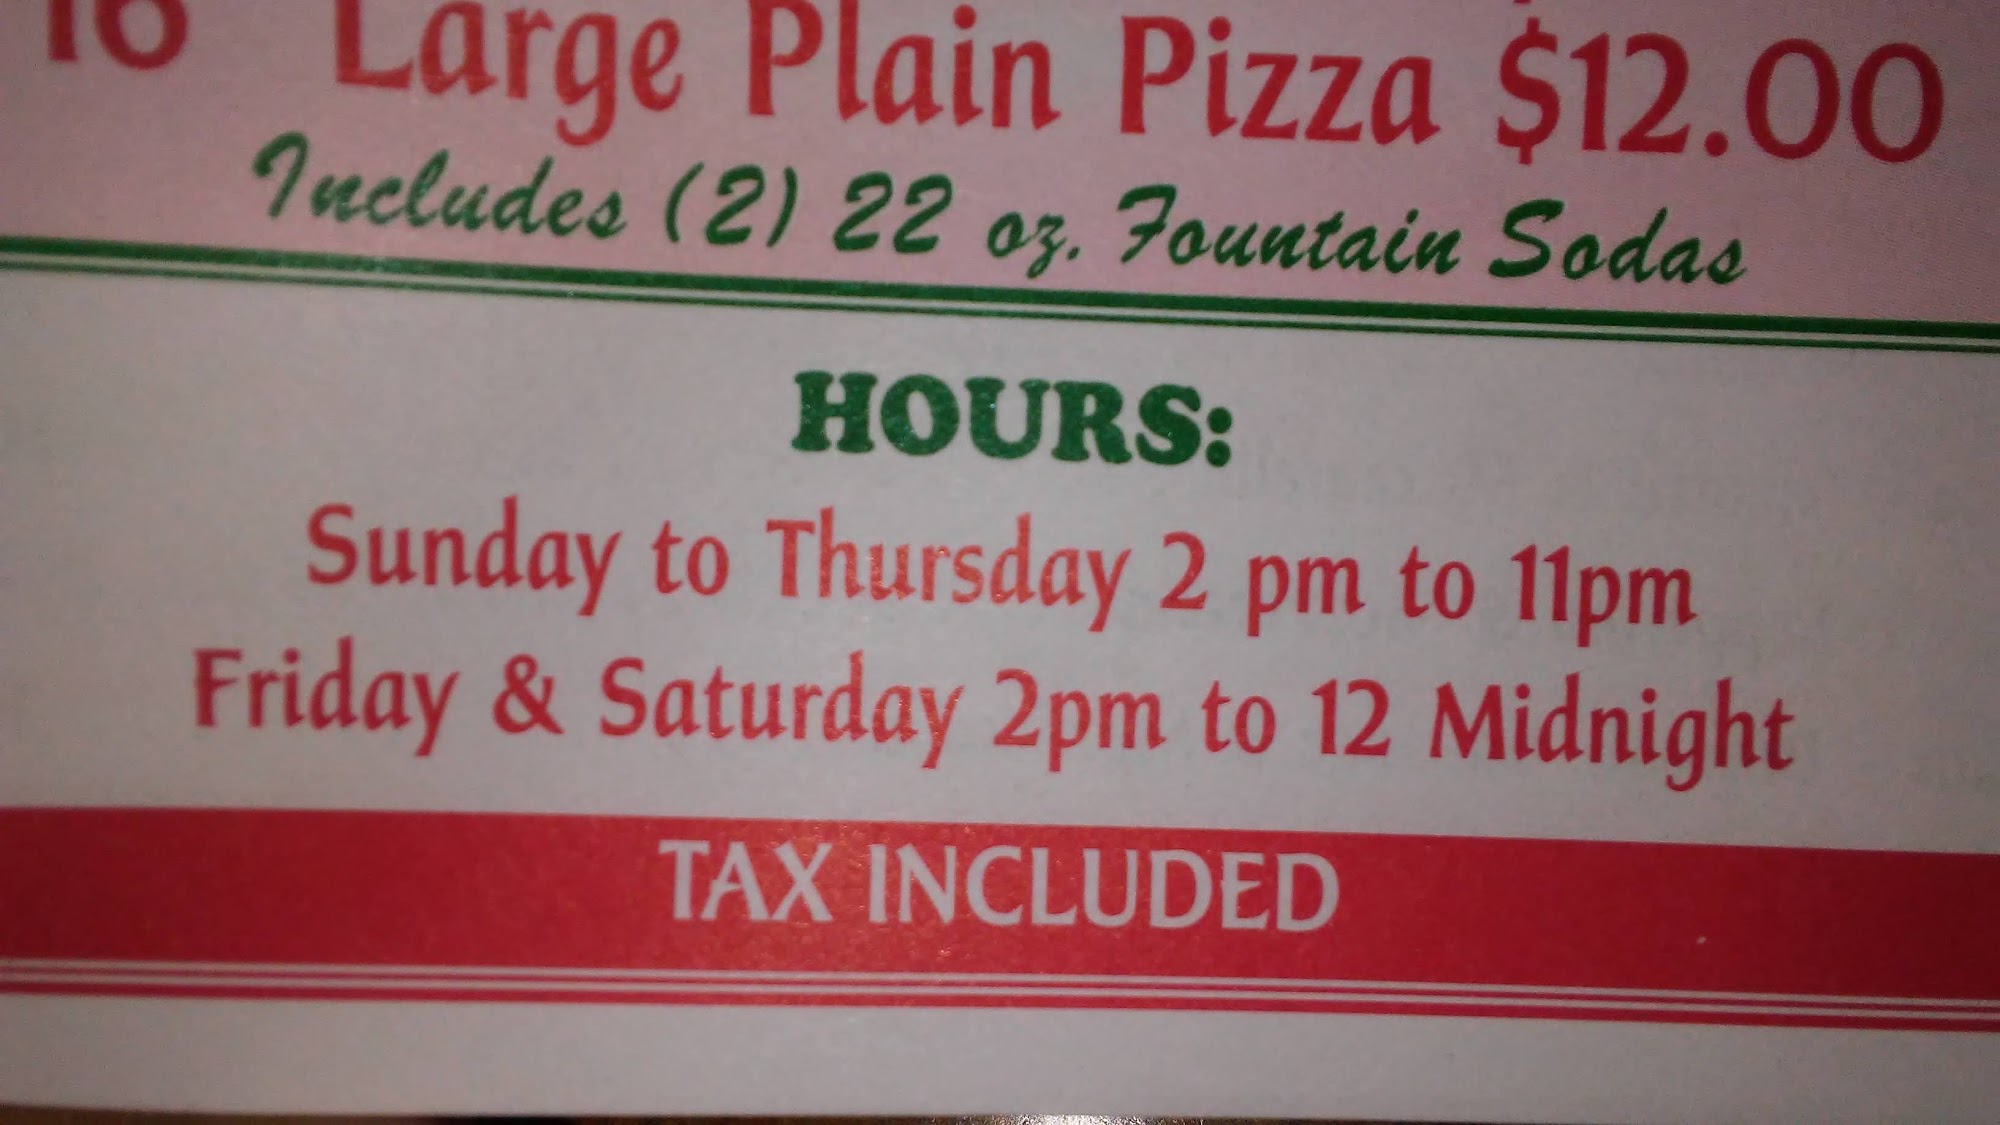 16 Large Plain Pizza $12.00
Includes (2) 22 oz. Fountain Sodas
HOURS:
Sunday to Thursday 2 pm to 11pm
Friday & Saturday 2pm to 12 Midnight
TAX INCLUDED